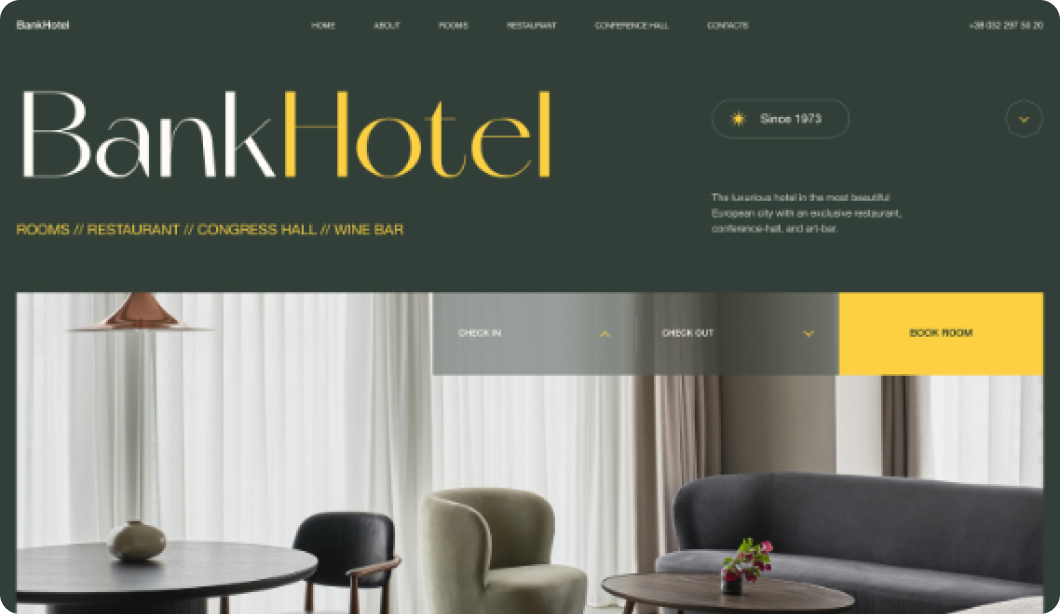 BankHotel
HOME ABOUT ROOMS RESTAURANT CONFERENCE HALL CONTACTS
+38 032 297 50 20
BankHotel
Since 1973
The luxurious hotel in the most beautiful
European city with an exclusive restaurant,
conference-hall, and art-bar.
ROOMS // RESTAURANT // CONGRESS HALL // WINE BAR
CHECK IN
CHECK OUT
BOOK ROOM